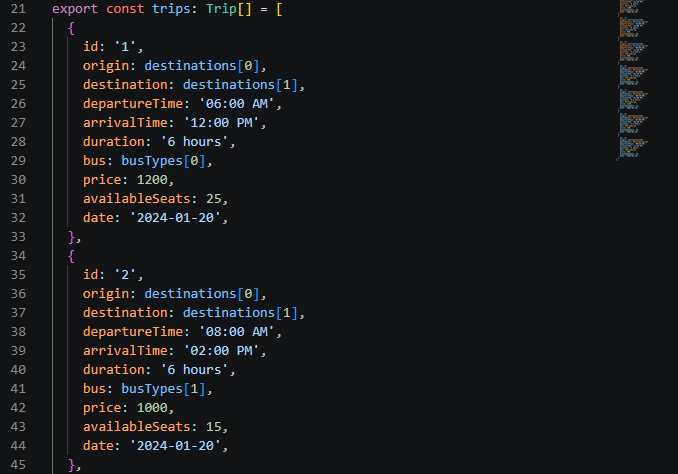 21 export const trips: Trip[] = [
22 {
23 id: '1',
24 origin: destinations[0],
25 destination: destinations[1],
26 departureTime: '06:00 AM',
27 arrivalTime: '12:00 PM',
28 duration: '6 hours',
29 bus: busTypes[0],
30 price: 1200,
31 availableSeats: 25,
32 date: '2024-01-20',
33 },
34 {
35 id: '2',
36 origin: destinations[0],
37 destination: destinations[1],
38 departureTime: '08:00 AM',
39 arrivalTime: '02:00 PM',
40 duration: '6 hours',
41 bus: busTypes[1],
42 price: 1000,
43 availableSeats: 15,
44 date: '2024-01-20',
45 },